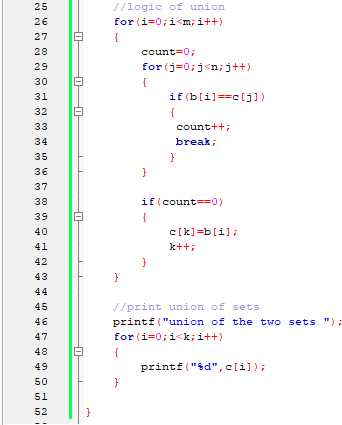 25 //logic of union
26 for(i=0;i<m;i++)
27 {
28 count=0;
29 for(j=0;j<n;j++)
30 {
31 if(b[i]==c[j])
32 {
33 count++;
34 break;
35 }
36 }
37
38 if(count==0)
39 {
40 c[k]=b[i];
41 k++;
42 }
43 }
44
45 //print union of sets
46 printf("union of the two sets ");
47 for(i=0;i<k;i++)
48 {
49 printf("%d",c[i]);
50 }
51
52 }